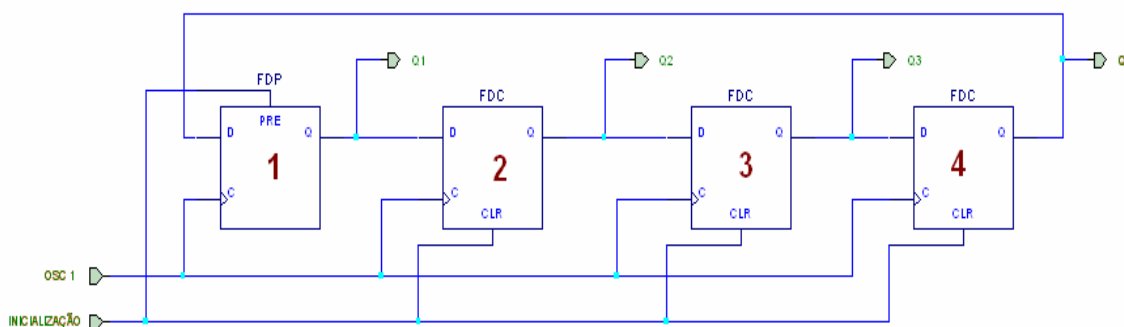 Q1
Q2
Q3
Q
FDP
FDC
FDC
FDC
PRE
D Q
D Q
D Q
D Q
1
2
3
4
C
C
C
C
CLR
CLR
CLR
OSC 1
INICIALIZAÇÃO